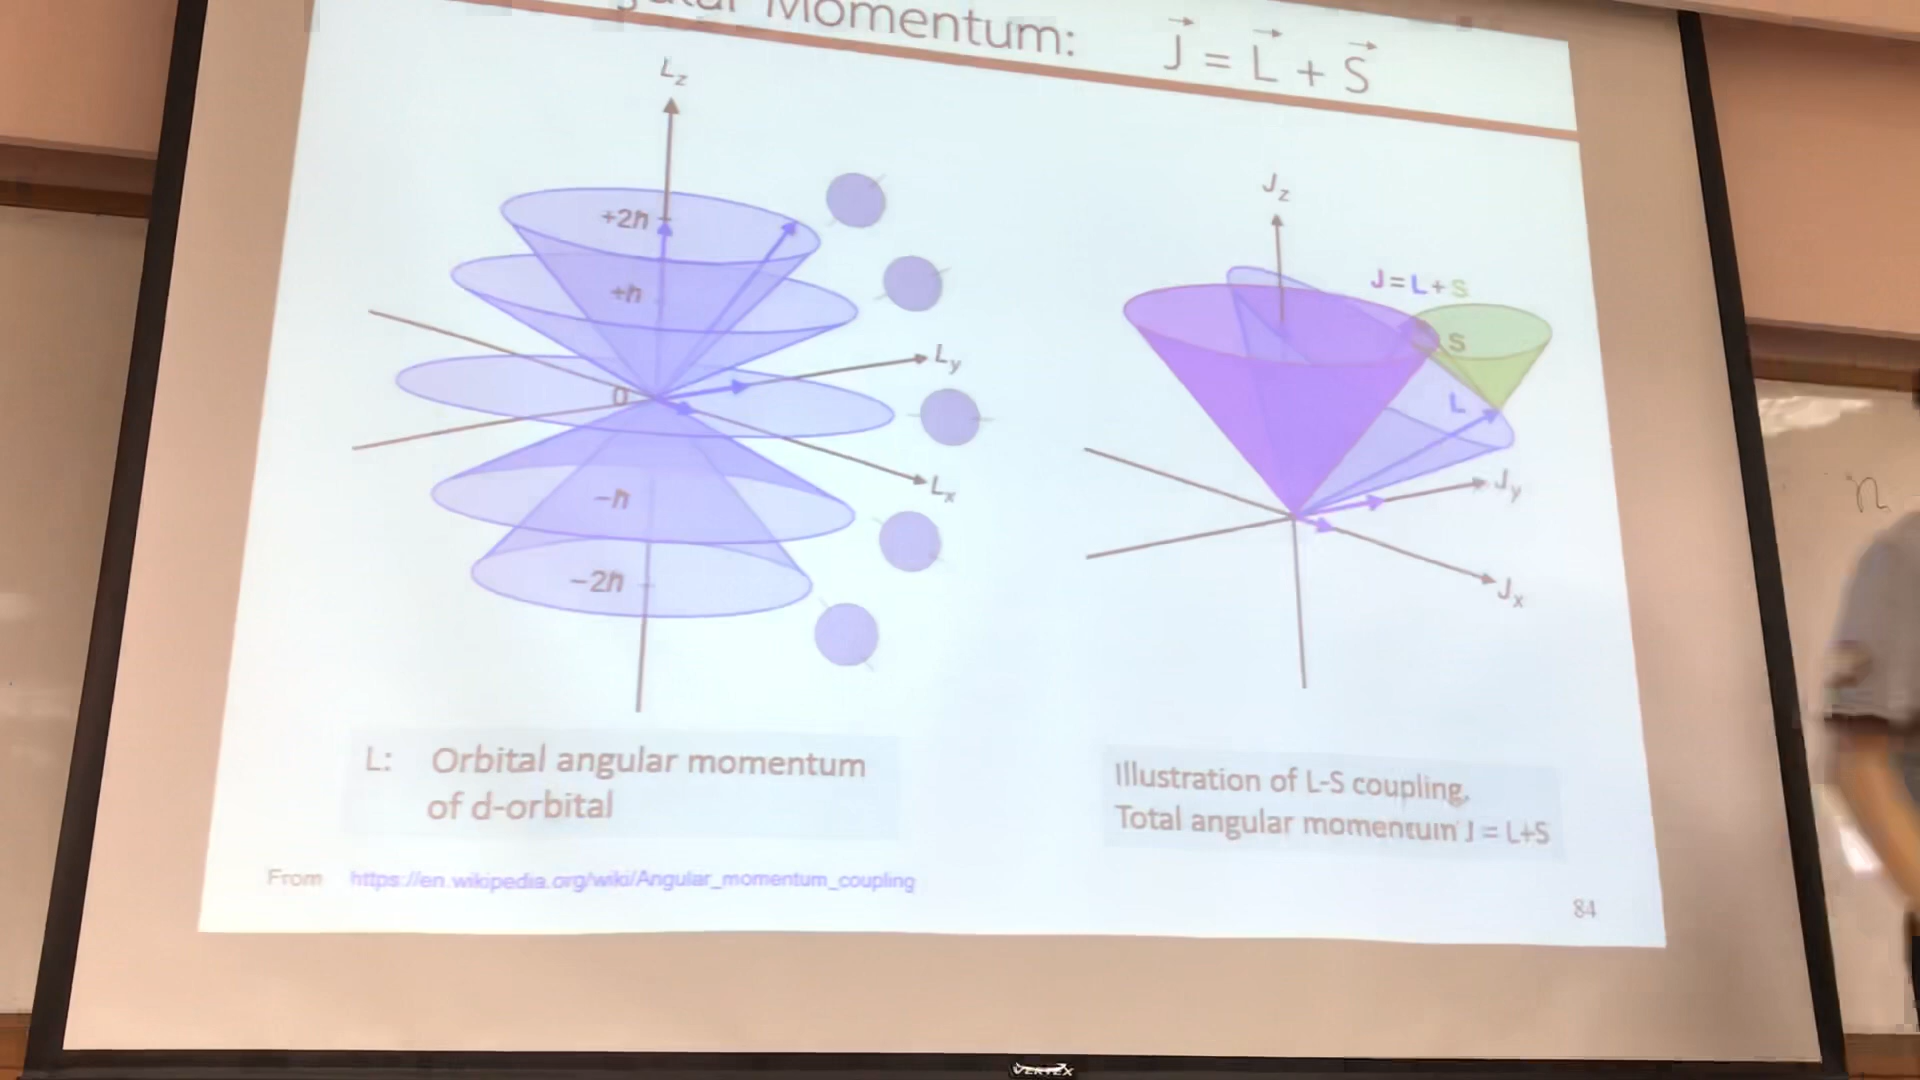 Momentum: J = L + S
Lz
+2ħ
+ħ
0
Ly
Lx
−ħ
−2ħ
Jz
J=L+S
S
L
Jy
Jx
L: Orbital angular momentum
of d-orbital
Illustration of L-S coupling.
Total angular momentum J = L+S
From https://en.wikipedia.org/wiki/Angular_momentum_coupling
84
n
VERTEX